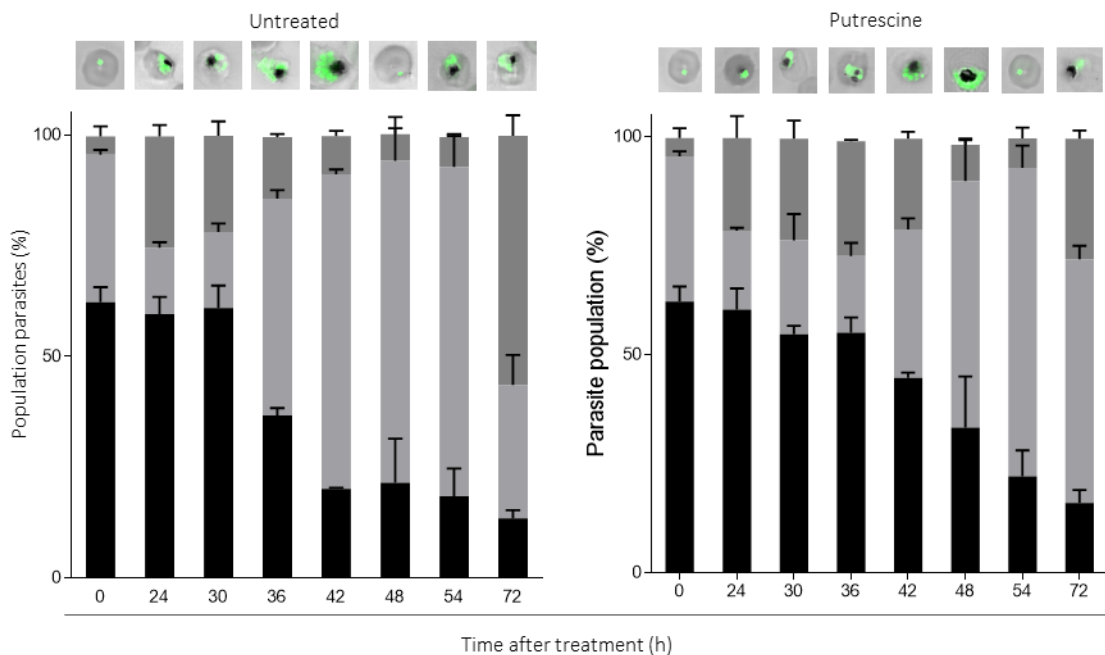 Untreated
Putrescine
Population parasites (%)
100
50
0
0 24 30 36 42 48 54 72
Parasite population (%)
100
50
0
0 24 30 36 42 48 54 72
Time after treatment (h)